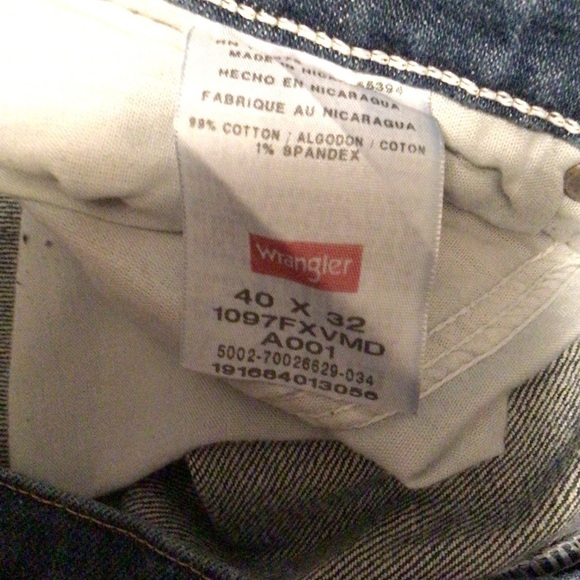 MADE IN NICARAGUA
HECHO EN NICARAGUA
FABRIQUE AU NICARAGUA
99% COTTON / ALGODON / COTON
1% SPANDEX
Wrangler
40 X 32
1097FXVMD
A001
5002-70026629-034
191684013056